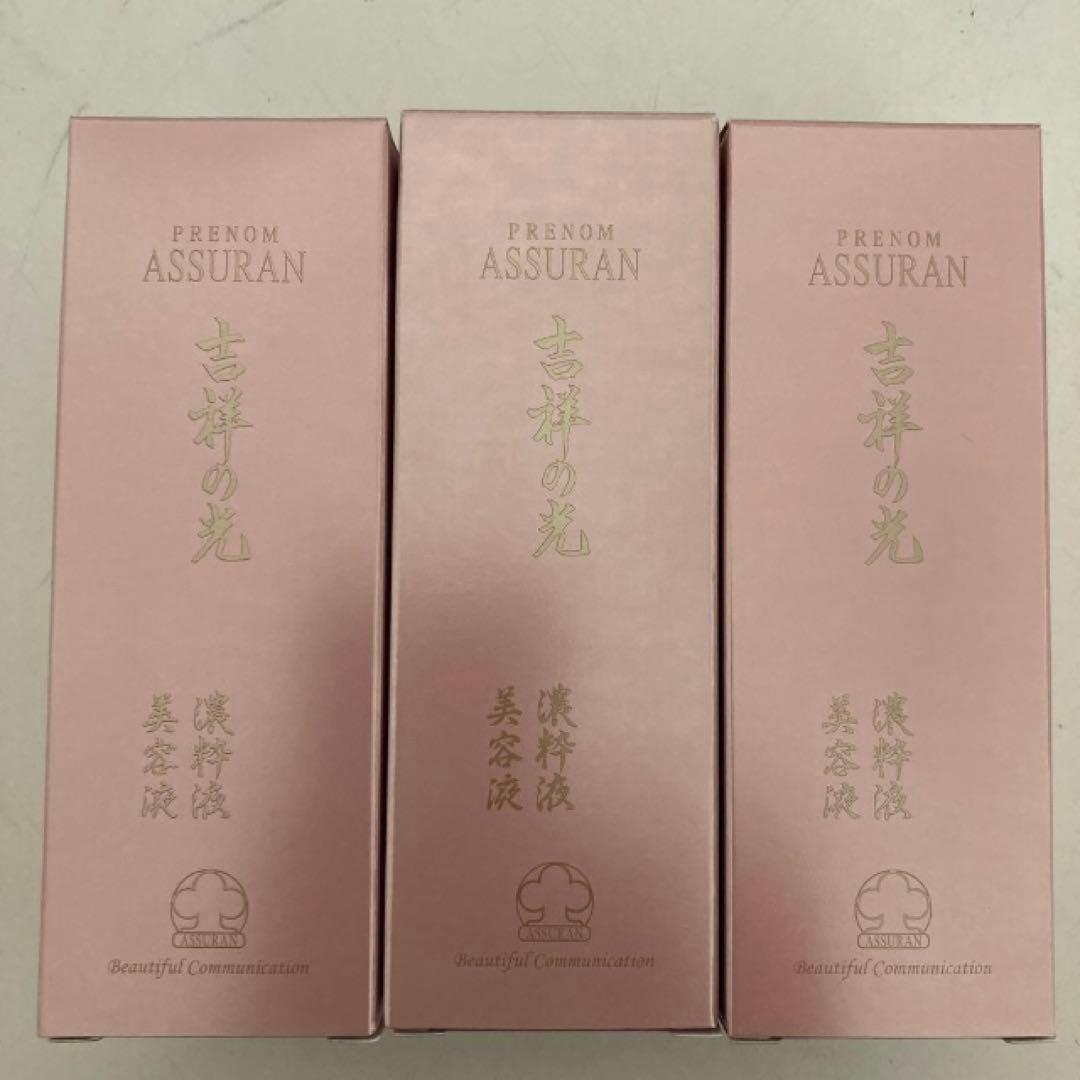 PRENOM
ASSURAN
吉祥の光
濃粋液
美容液
ASSURAN
Beautiful Communication
PRENOM
ASSURAN
吉祥の光
濃粋液
美容液
ASSURAN
Beautiful Communication
PRENOM
ASSURAN
吉祥の光
濃粋液
美容液
ASSURAN
Beautiful Communication